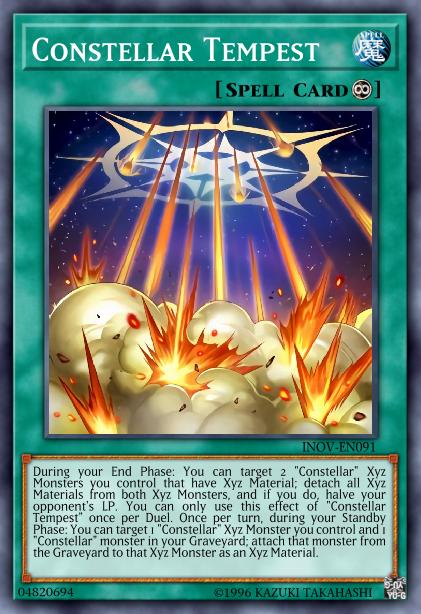 Constellar Tempest
SPELL
魔
[Spell Card]
INOV-EN091
During your End Phase: You can target 2 "Constellar" Xyz
Monsters you control that have Xyz Material; detach all Xyz
Materials from both Xyz Monsters, and if you do, halve your
opponent's LP. You can only use this effect of "Constellar
Tempest" once per Duel. Once per turn, during your Standby
Phase: You can target 1 "Constellar" Xyz Monster you control and 1
"Constellar" monster in your Graveyard; attach that monster from
the Graveyard to that Xyz Monster as an Xyz Material.
04820694
©1996 KAZUKI TAKAHASHI